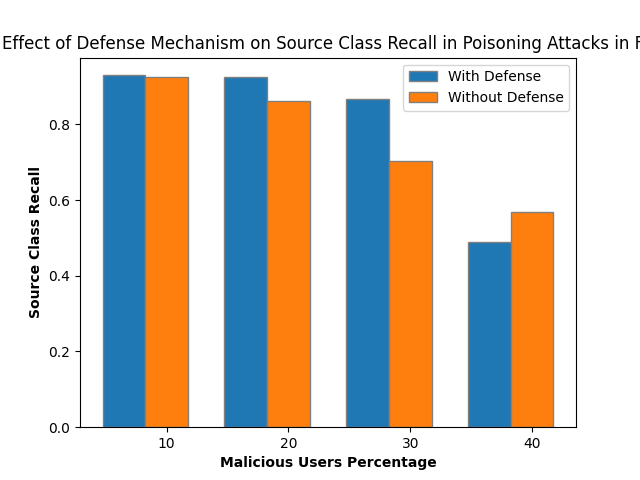 Effect of Defense Mechanism on Source Class Recall in Poisoning Attacks in
With Defense
Without Defense
Source Class Recall
0.8
0.6
0.4
0.2
0.0
10 20 30 40
Malicious Users Percentage